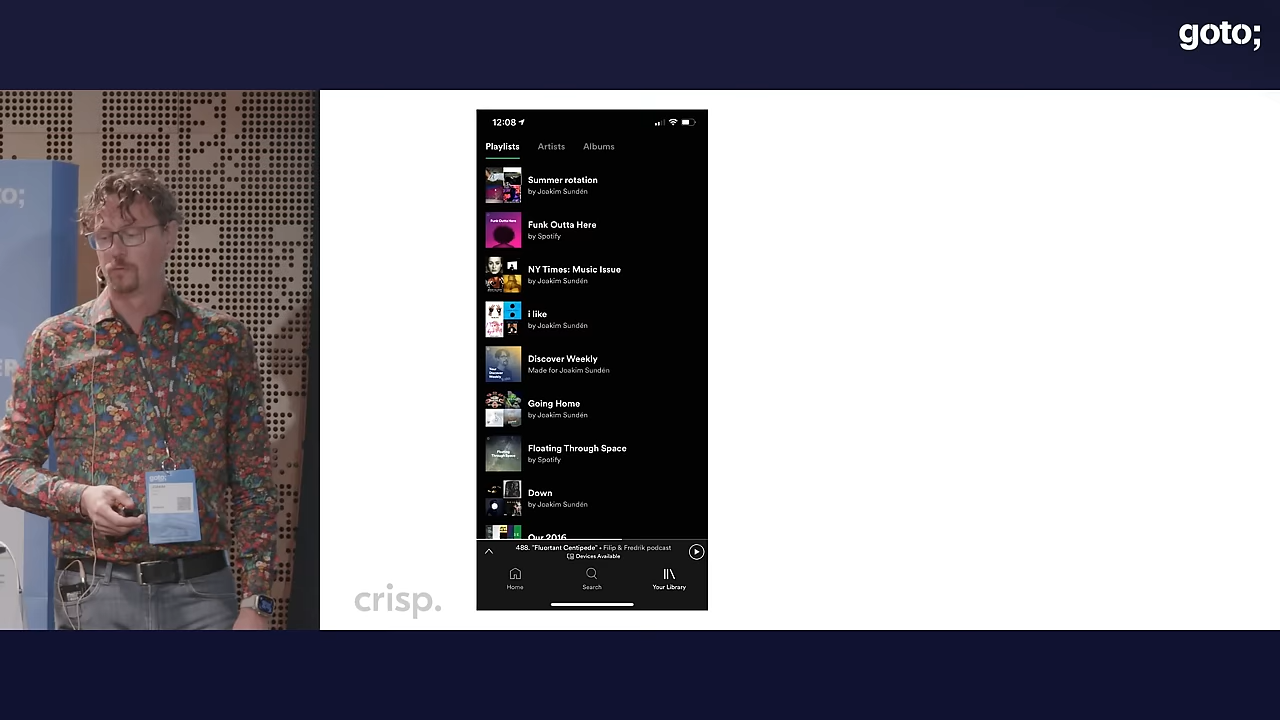 goto;
12:08
Playlists Artists Albums
Summer rotation
by Joakim Sundén
Funk Outta Here
by Spotify
NY Times: Music Issue
by Joakim Sundén
i like
by Joakim Sundén
Discover Weekly
Made for Joakim Sundén
Going Home
by Joakim Sundén
Floating Through Space
by Spotify
Down
by Joakim Sundén
Our 2016
488. "Fluortant Centipede" • Filip & Fredrik podcast
Devices Available
Home Search Your Library
crisp.
goto;